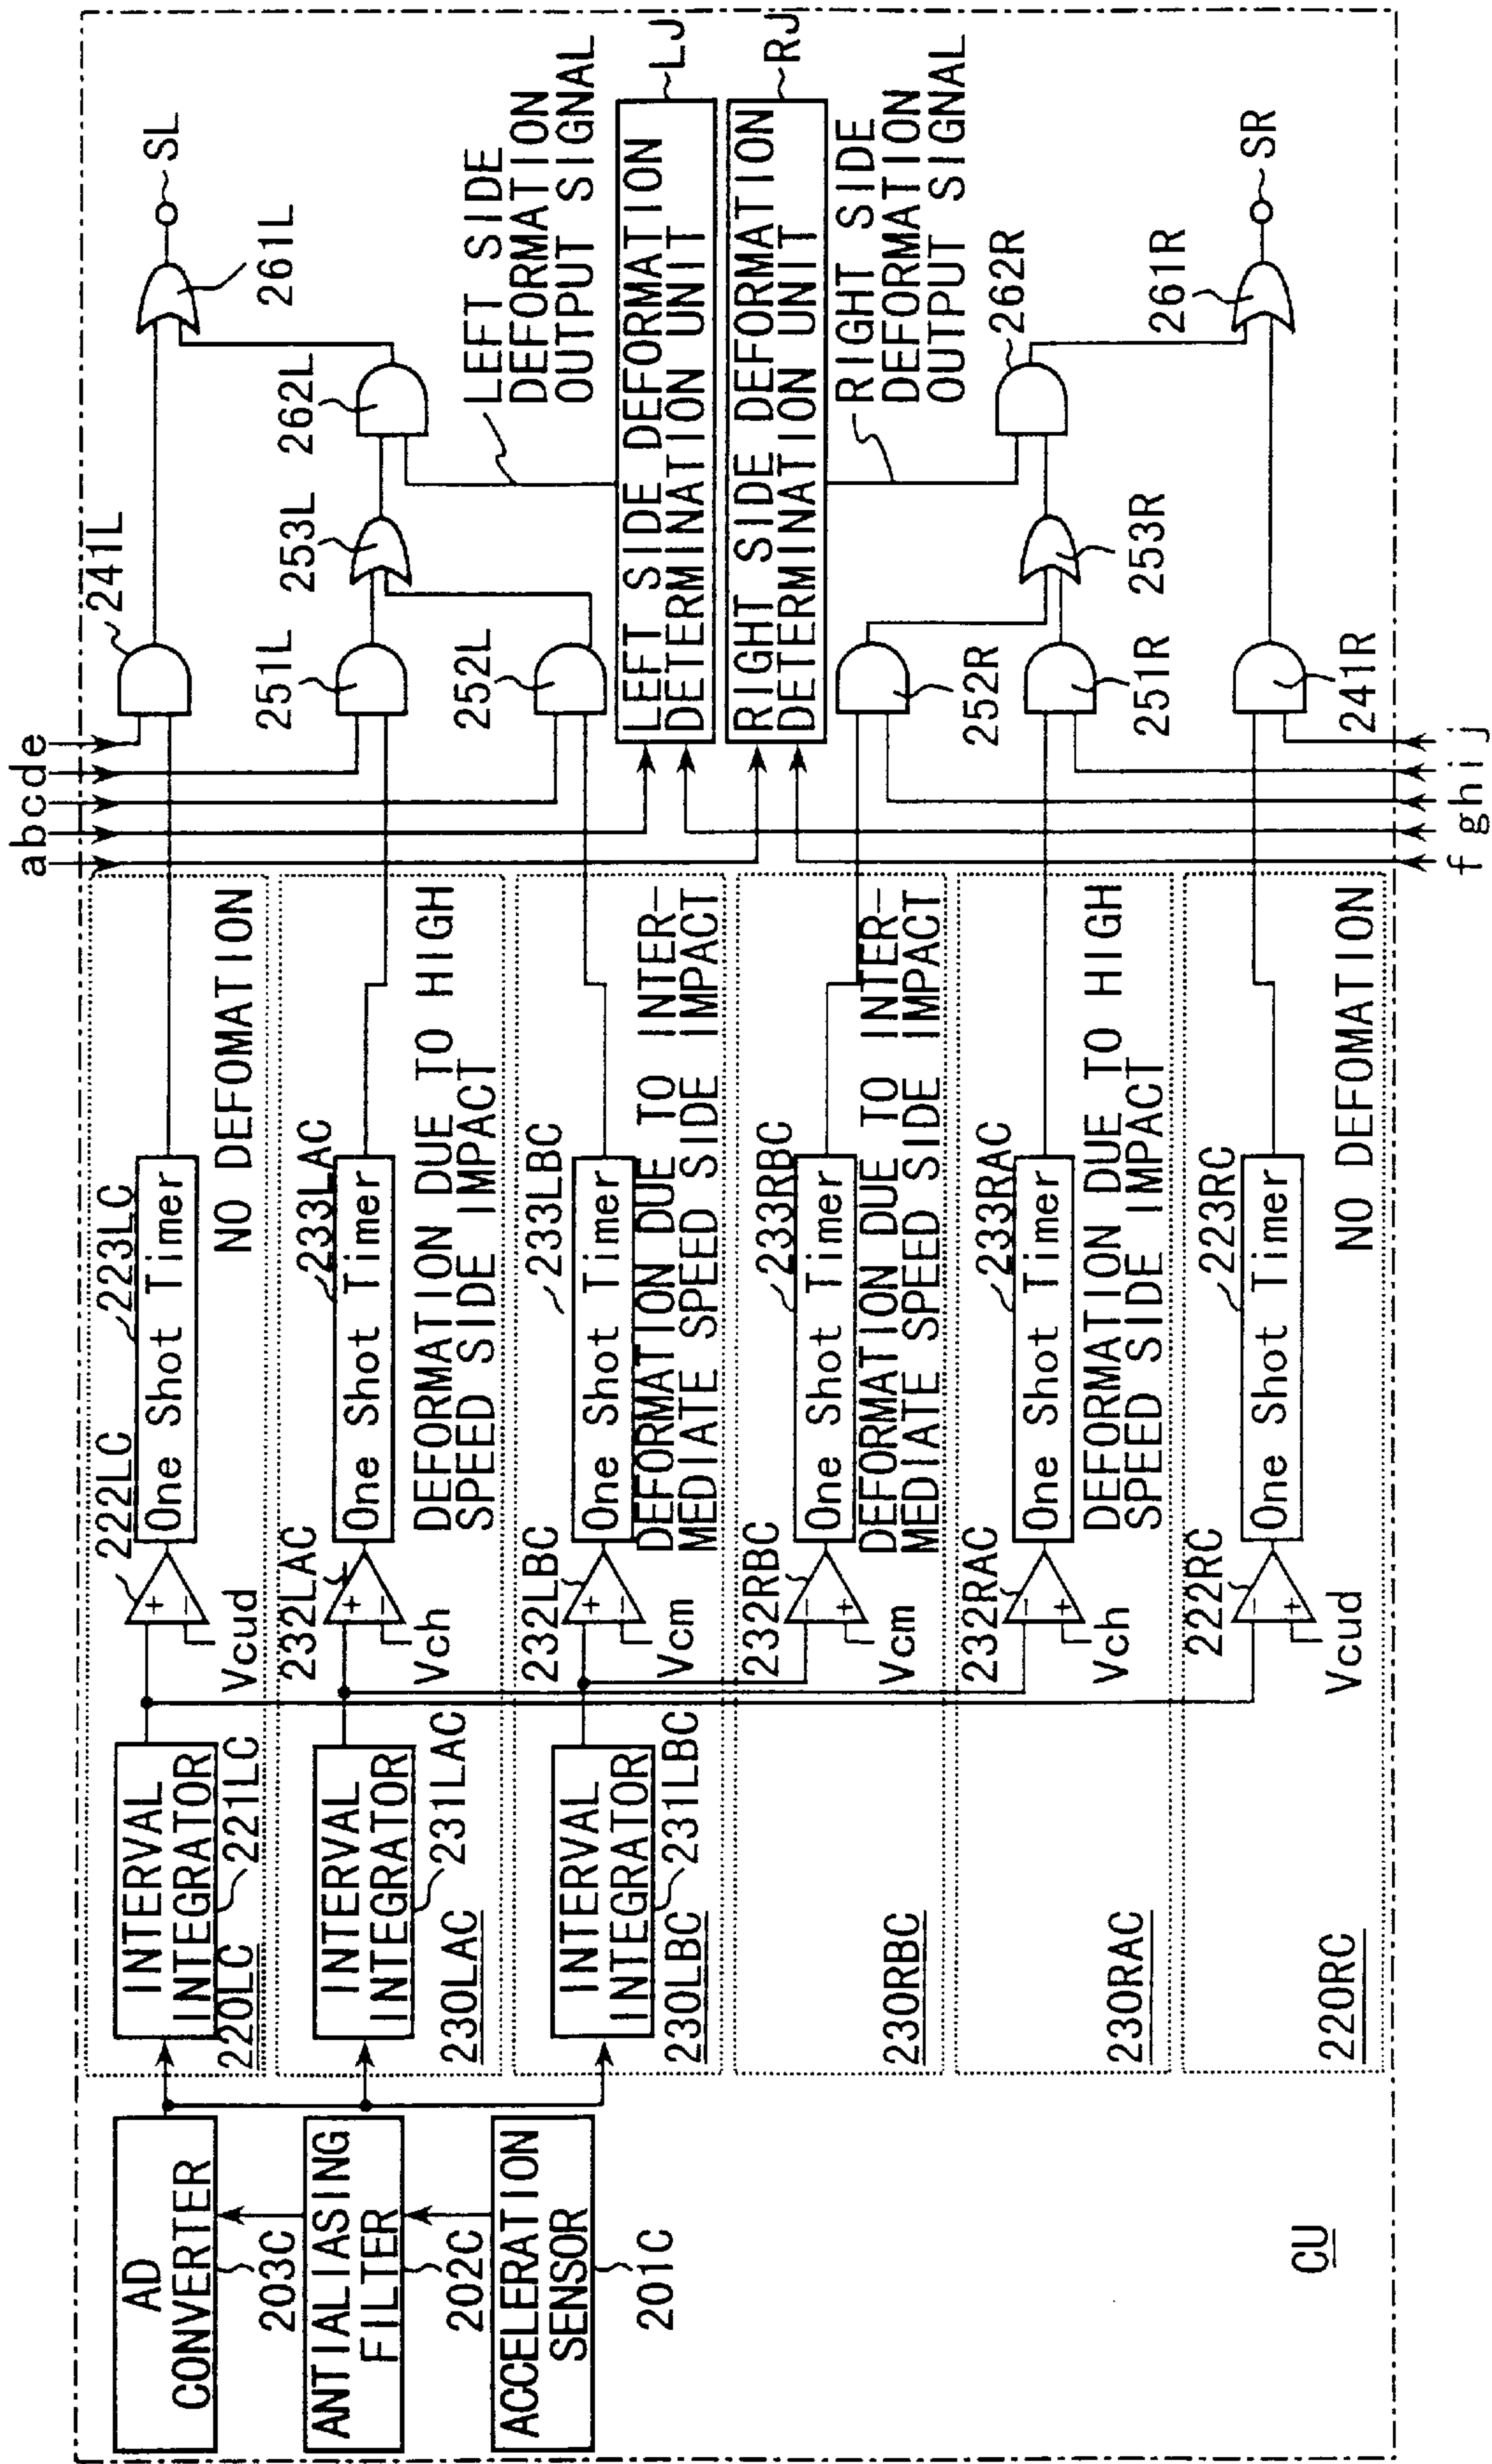 AD
CONVERTER
203C
ANTIALIASING
FILTER
202C
ACCELERATION
SENSOR
201C
CU
INTERVAL
INTEGRATOR
221LC
220LC
222LC
Vcud
223LC
One Shot Timer
NO DEFOMATION
INTERVAL
INTEGRATOR
231LAC
230LAC
232LAC
Vch
233LAC
One Shot Timer
DEFORMATION DUE TO HIGH
SPEED SIDE IMPACT
INTERVAL
INTEGRATOR
231LBC
230LBC
232LBC
Vcm
233LBC
One Shot Timer
DEFORMATION DUE TO INTER-
MEDIATE SPEED SIDE IMPACT
230RBC
232RBC
Vcm
233RBC
One Shot Timer
DEFORMATION DUE TO INTER-
MEDIATE SPEED SIDE IMPACT
230RAC
232RAC
Vch
233RAC
One Shot Timer
DEFORMATION DUE TO HIGH
SPEED SIDE IMPACT
220RC
222RC
Vcud
223RC
One Shot Timer
NO DEFOMATION
a
b
c
d
e
f
g
h
i
j
241L
251L
252L
253L
262L
261L
SL
LEFT SIDE
DEFORMATION
OUTPUT SIGNAL
LEFT SIDE DEFORMATION
DETERMINATION UNIT
LJ
RIGHT SIDE DEFORMATION
DETERMINATION UNIT
RJ
RIGHT SIDE
DEFORMATION
OUTPUT SIGNAL
252R
251R
241R
253R
262R
261R
SR